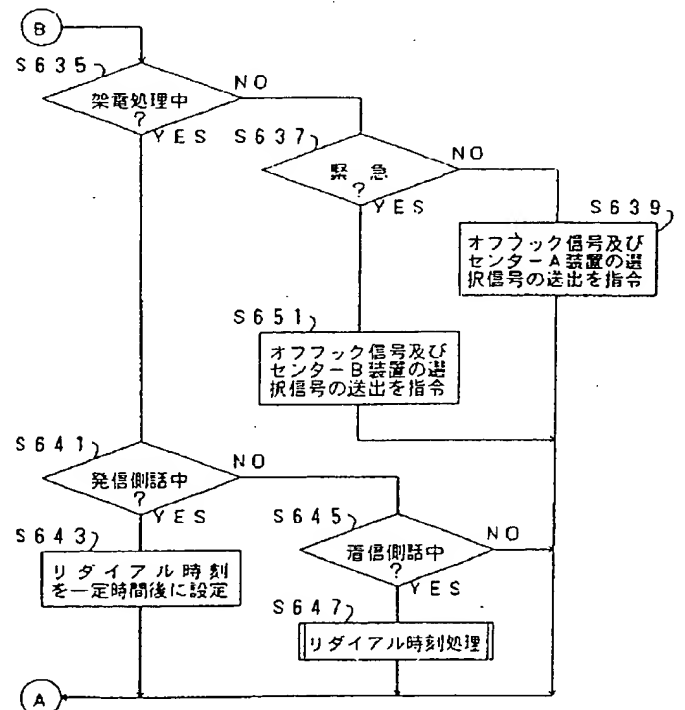 B
S635
架電処理中
?
NO
YES
S637
緊急
?
NO
YES
S639
オフフック信号及び
センターA装置の選
択信号の送出を指令
S651
オフフック信号及び
センターB装置の選
択信号の送出を指令
S641
発信側話中
?
NO
YES
S643
リダイアル時刻
を一定時間後に設定
S645
着信側話中
?
NO
YES
S647
リダイアル時刻処理
A